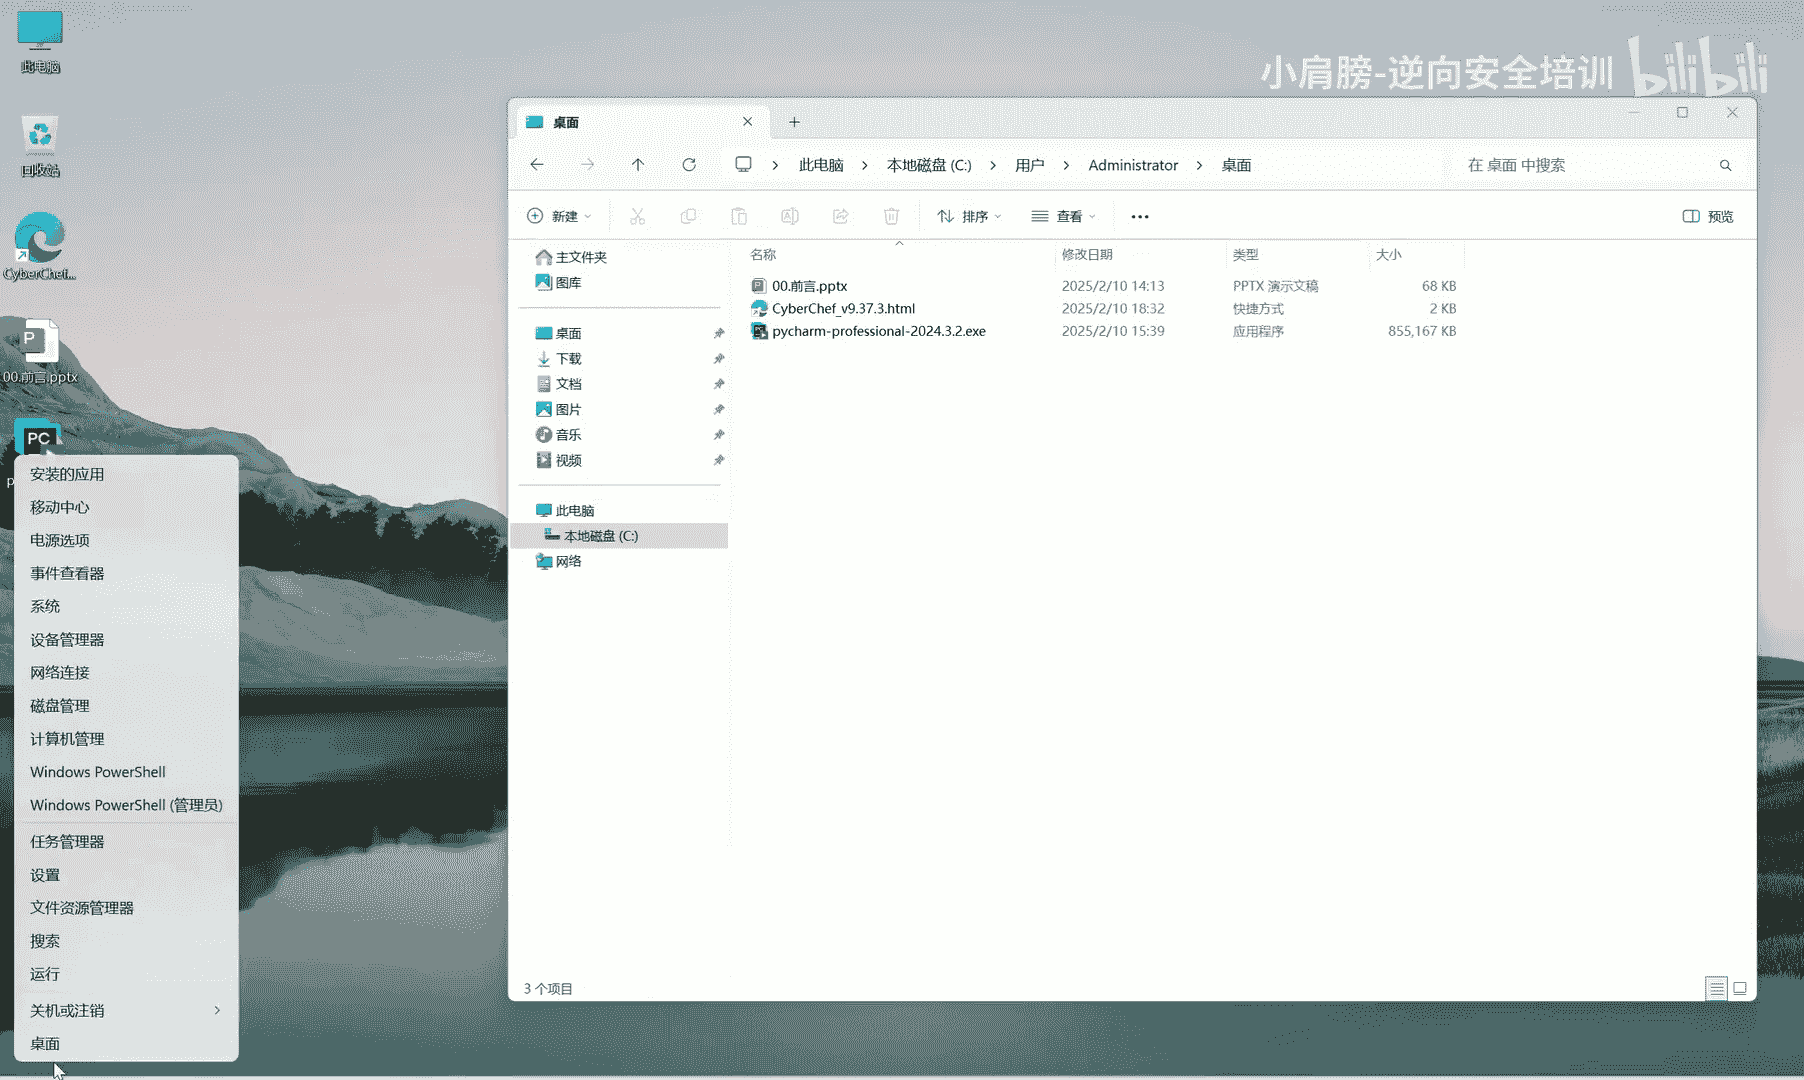 此电脑
回收站
CyberChef...
00.前言.pptx
PC
p
安装的应用
移动中心
电源选项
事件查看器
系统
设备管理器
网络连接
磁盘管理
计算机管理
Windows PowerShell
Windows PowerShell (管理员)
任务管理器
设置
文件资源管理器
搜索
运行
关机或注销
桌面
小肩膀-逆向安全培训 bilibili
桌面
此电脑 本地磁盘 (C:) 用户 Administrator 桌面
在 桌面 中搜索
新建 排序 查看 预览
主文件夹
图库
桌面
下载
文档
图片
音乐
视频
此电脑
本地磁盘 (C:)
网络
名称 修改日期 类型 大小
00.前言.pptx 2025/2/10 14:13 PPTX 演示文稿 68 KB
CyberChef_v9.37.3.html 2025/2/10 18:32 快捷方式 2 KB
pycharm-professional-2024.3.2.exe 2025/2/10 15:39 应用程序 855,167 KB
3 个项目